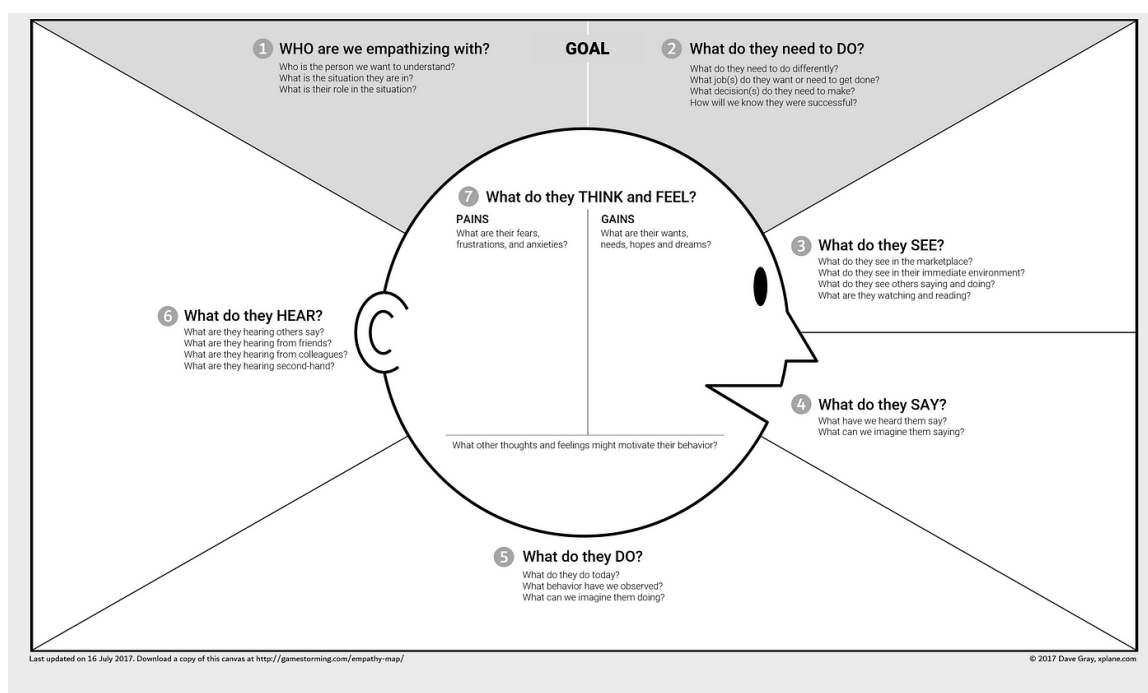 GOAL
1 WHO are we empathizing with?
Who is the person we want to understand?
What is the situation they are in?
What is their role in the situation?
2 What do they need to DO?
What do they need to do differently?
What job(s) do they want or need to get done?
What decision(s) do they need to make?
How will we know they were successful?
3 What do they SEE?
What do they see in the marketplace?
What do they see in their immediate environment?
What do they see others saying and doing?
What are they watching and reading?
4 What do they SAY?
What have we heard them say?
What can we imagine them saying?
5 What do they DO?
What do they do today?
What behavior have we observed?
What can we imagine them doing?
6 What do they HEAR?
What are they hearing others say?
What are they hearing from friends?
What are they hearing from colleagues?
What are they hearing second-hand?
7 What do they THINK and FEEL?
PAINS
What are their fears,
frustrations, and anxieties?
GAINS
What are their wants,
needs, hopes and dreams?
What other thoughts and feelings might motivate their behavior?
Last updated on 16 July 2017. Download a copy of this canvas at http://gamestorming.com/empathy-map/
© 2017 Dave Gray, xplane.com